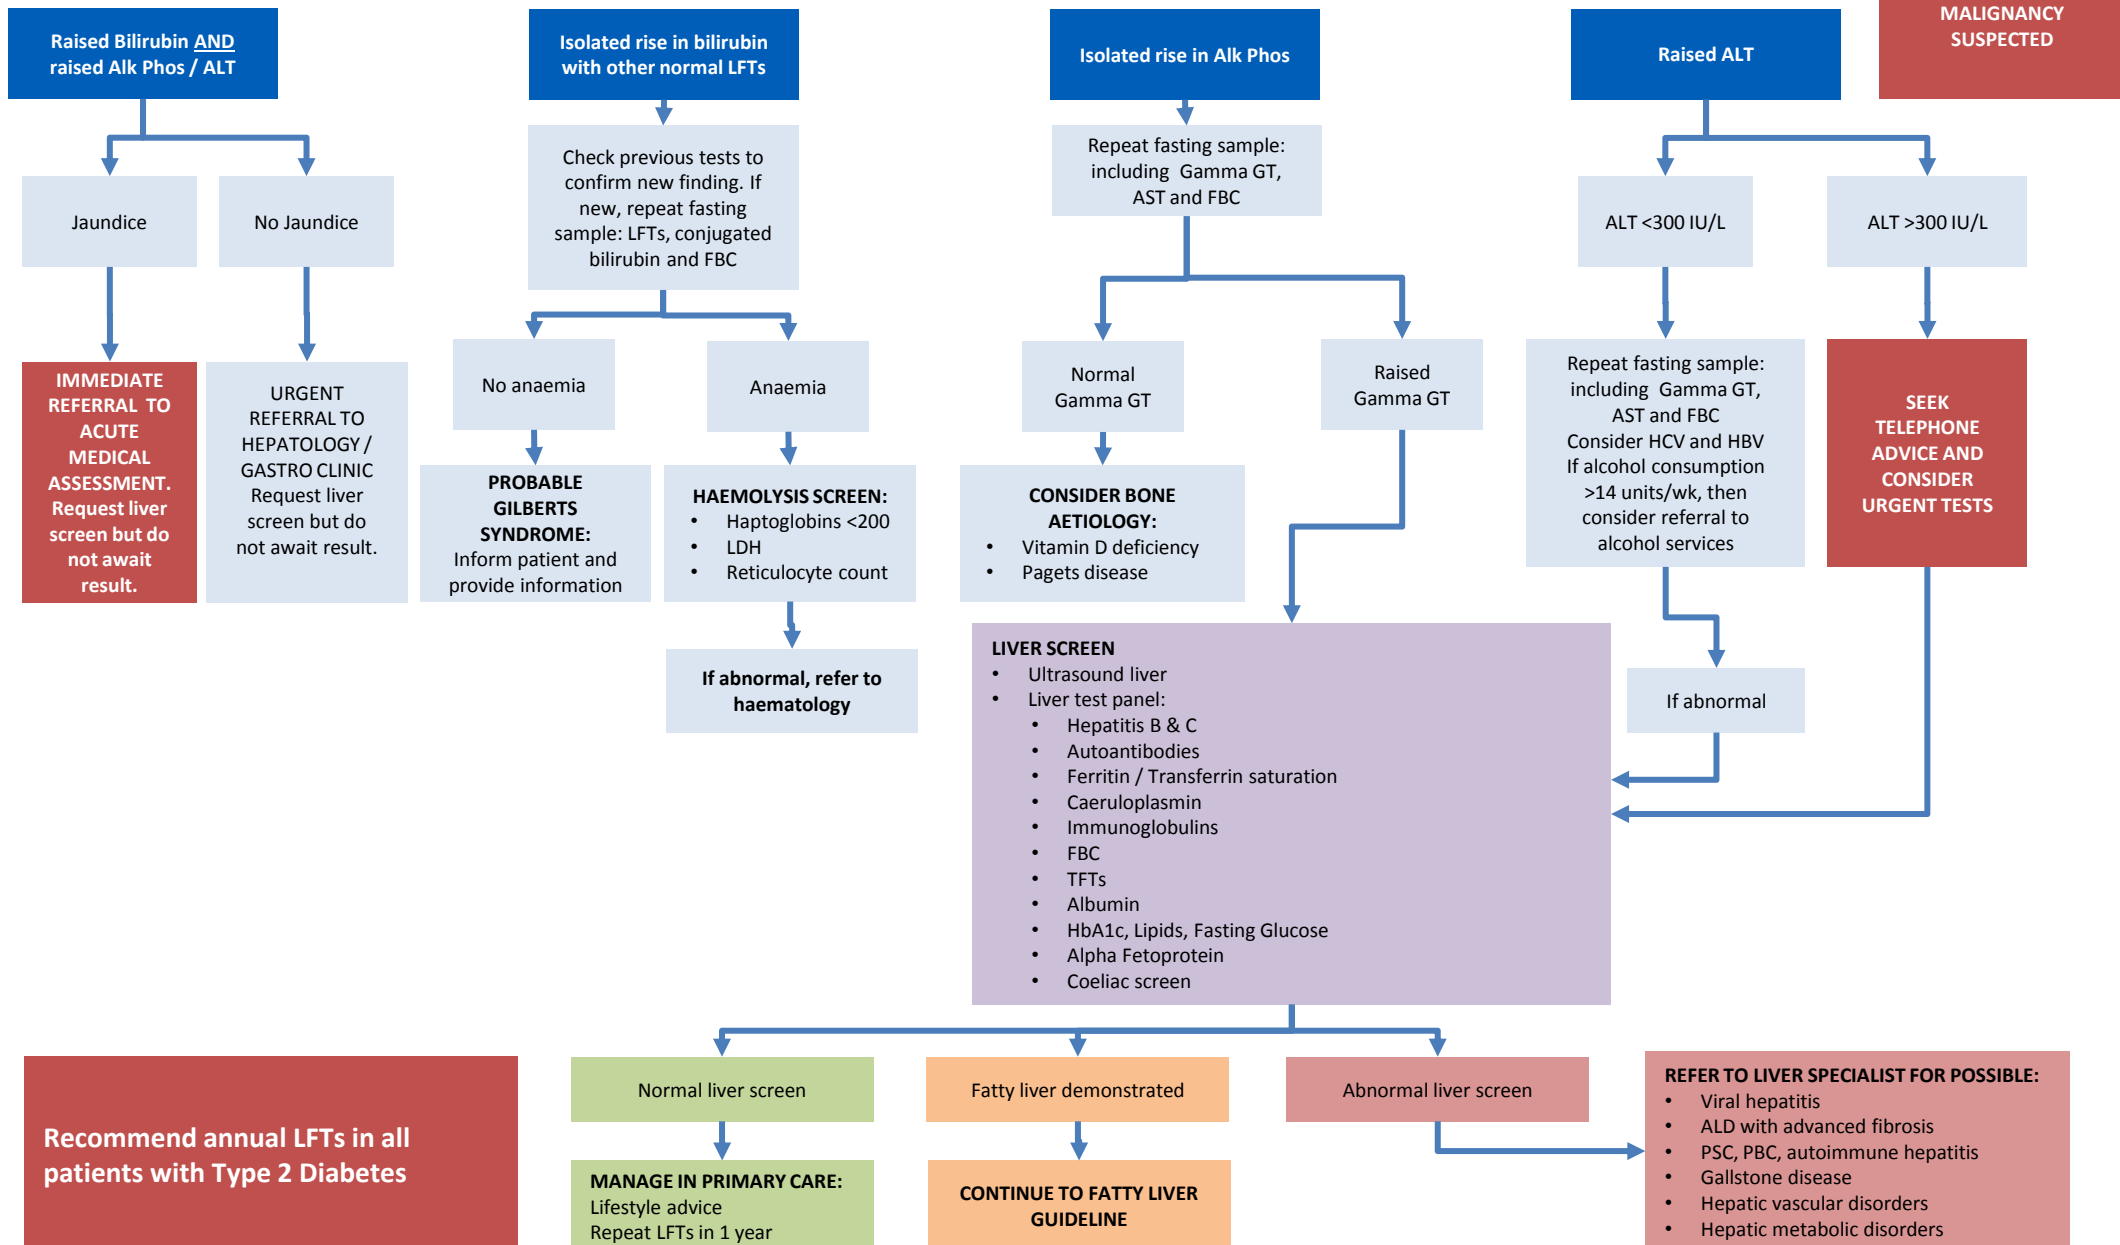 Raised Bilirubin AND
raised Alk Phos / ALT
Isolated rise in bilirubin
with other normal LFTs
Isolated rise in Alk Phos
Raised ALT
MALIGNANCY
SUSPECTED
Jaundice
No Jaundice
Check previous tests to
confirm new finding. If
new, repeat fasting
sample: LFTs, conjugated
bilirubin and FBC
Repeat fasting sample:
including Gamma GT,
AST and FBC
ALT <300 IU/L
ALT >300 IU/L
IMMEDIATE
REFERRAL TO
ACUTE
MEDICAL
ASSESSMENT.
Request liver
screen but do
not await
result.
URGENT
REFERRAL TO
HEPATOLOGY /
GASTRO CLINIC
Request liver
screen but do
not await result.
No anaemia
Anaemia
Normal
Gamma GT
Raised
Gamma GT
Repeat fasting sample:
including Gamma GT,
AST and FBC
Consider HCV and HBV
If alcohol consumption
>14 units/wk, then
consider referral to
alcohol services
SEEK
TELEPHONE
ADVICE AND
CONSIDER
URGENT TESTS
PROBABLE
GILBERTS
SYNDROME:
Inform patient and
provide information
HAEMOLYSIS SCREEN:
• Haptoglobins <200
• LDH
• Reticulocyte count
CONSIDER BONE
AETIOLOGY:
• Vitamin D deficiency
• Pagets disease
If abnormal, refer to
haematology
LIVER SCREEN
• Ultrasound liver
• Liver test panel:
• Hepatitis B & C
• Autoantibodies
• Ferritin / Transferrin saturation
• Caeruloplasmin
• Immunoglobulins
• FBC
• TFTs
• Albumin
• HbA1c, Lipids, Fasting Glucose
• Alpha Fetoprotein
• Coeliac screen
If abnormal
Recommend annual LFTs in all
patients with Type 2 Diabetes
Normal liver screen
Fatty liver demonstrated
Abnormal liver screen
MANAGE IN PRIMARY CARE:
Lifestyle advice
Repeat LFTs in 1 year
CONTINUE TO FATTY LIVER
GUIDELINE
REFER TO LIVER SPECIALIST FOR POSSIBLE:
• Viral hepatitis
• ALD with advanced fibrosis
• PSC, PBC, autoimmune hepatitis
• Gallstone disease
• Hepatic vascular disorders
• Hepatic metabolic disorders